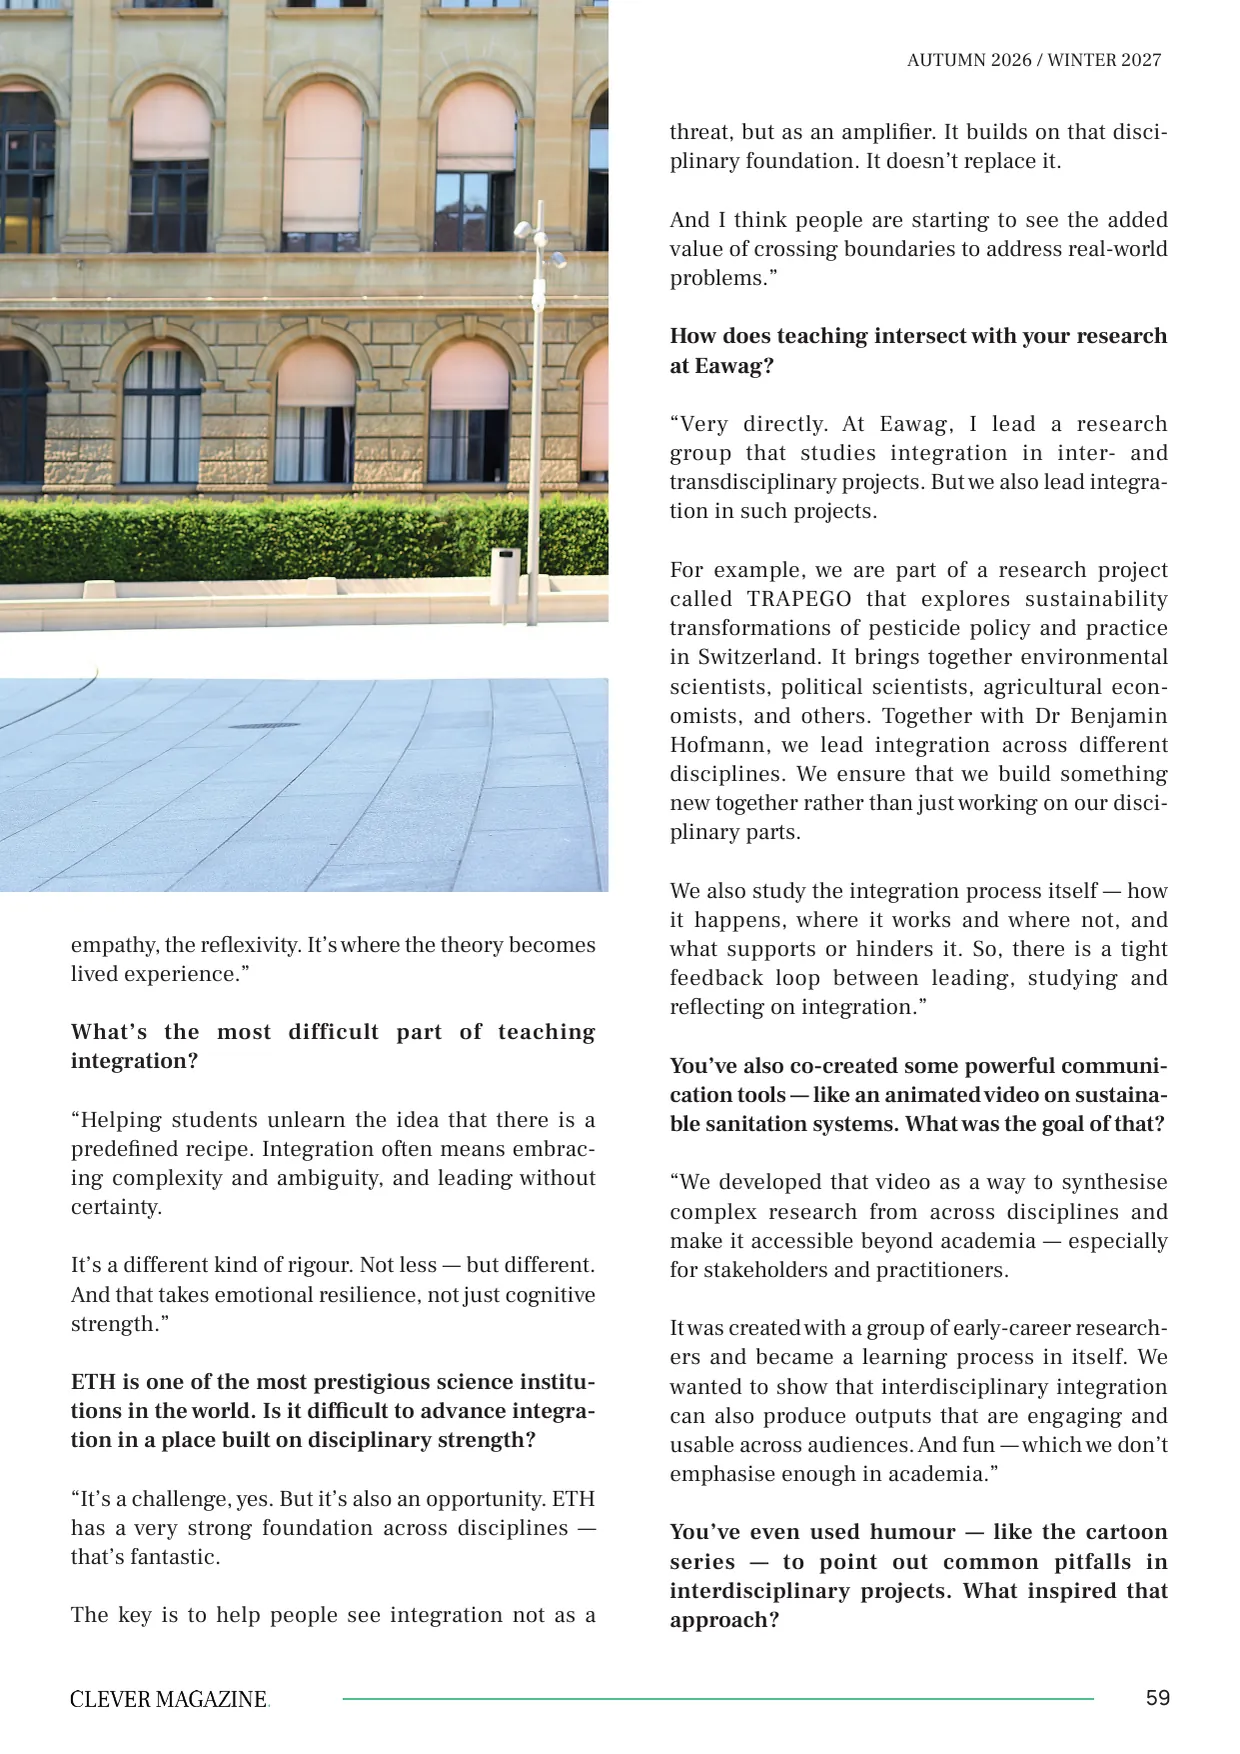 AUTUMN 2026 / WINTER 2027
empathy, the reflexivity. It’s where the theory becomes
lived experience.”
What’s the most difficult part of teaching
integration?
“Helping students unlearn the idea that there is a
predefined recipe. Integration often means embrac-
ing complexity and ambiguity, and leading without
certainty.
It’s a different kind of rigour. Not less — but different.
And that takes emotional resilience, not just cognitive
strength.”
ETH is one of the most prestigious science institu-
tions in the world. Is it difficult to advance integra-
tion in a place built on disciplinary strength?
“It’s a challenge, yes. But it’s also an opportunity. ETH
has a very strong foundation across disciplines —
that’s fantastic.
The key is to help people see integration not as a
threat, but as an amplifier. It builds on that disci-
plinary foundation. It doesn’t replace it.
And I think people are starting to see the added
value of crossing boundaries to address real-world
problems.”
How does teaching intersect with your research
at Eawag?
“Very directly. At Eawag, I lead a research
group that studies integration in inter- and
transdisciplinary projects. But we also lead integra-
tion in such projects.
For example, we are part of a research project
called TRAPEGO that explores sustainability
transformations of pesticide policy and practice
in Switzerland. It brings together environmental
scientists, political scientists, agricultural econ-
omists, and others. Together with Dr Benjamin
Hofmann, we lead integration across different
disciplines. We ensure that we build something
new together rather than just working on our disci-
plinary parts.
We also study the integration process itself — how
it happens, where it works and where not, and
what supports or hinders it. So, there is a tight
feedback loop between leading, studying and
reflecting on integration.”
You’ve also co-created some powerful communi-
cation tools — like an animated video on sustaina-
ble sanitation systems. What was the goal of that?
“We developed that video as a way to synthesise
complex research from across disciplines and
make it accessible beyond academia — especially
for stakeholders and practitioners.
It was created with a group of early-career research-
ers and became a learning process in itself. We
wanted to show that interdisciplinary integration
can also produce outputs that are engaging and
usable across audiences. And fun — which we don’t
emphasise enough in academia.”
You’ve even used humour — like the cartoon
series — to point out common pitfalls in
interdisciplinary projects. What inspired that
approach?
CLEVER MAGAZINE.
59